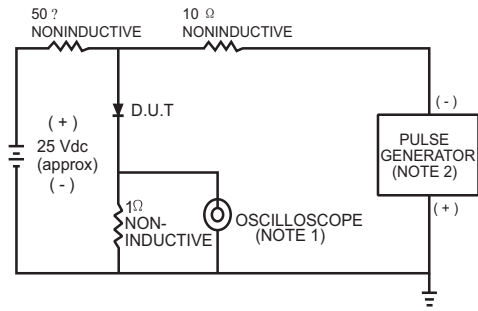 50 ?
NONINDUCTIVE
10 Ω
NONINDUCTIVE
( + )
25 Vdc
(approx)
( - )
D.U.T
1Ω
NON-
INDUCTIVE
OSCILLOSCOPE
(NOTE 1)
( - )
PULSE
GENERATOR
(NOTE 2)
( + )